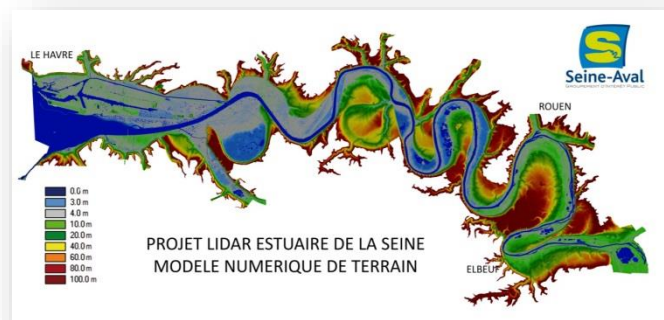 LE HAVRE
Seine-Aval
GROUPEMENT D'INTERET PUBLIC
ROUEN
0.0 m
3.0 m
4.0 m
10.0 m
20.0 m
40.0 m
60.0 m
80.0 m
100.0 m
PROJET LIDAR ESTUAIRE DE LA SEINE
MODELE NUMERIQUE DE TERRAIN
ELBEUF